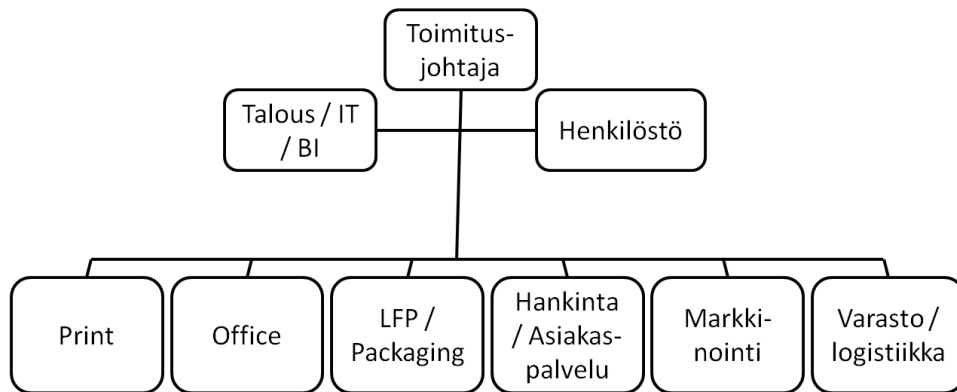 Toimitus-
johtaja
Talous / IT
/ BI
Henkilöstö
Print
Office
LFP /
Packaging
Hankinta
/ Asiakas-
palvelu
Markki-
nointi
Varasto /
logistiikka